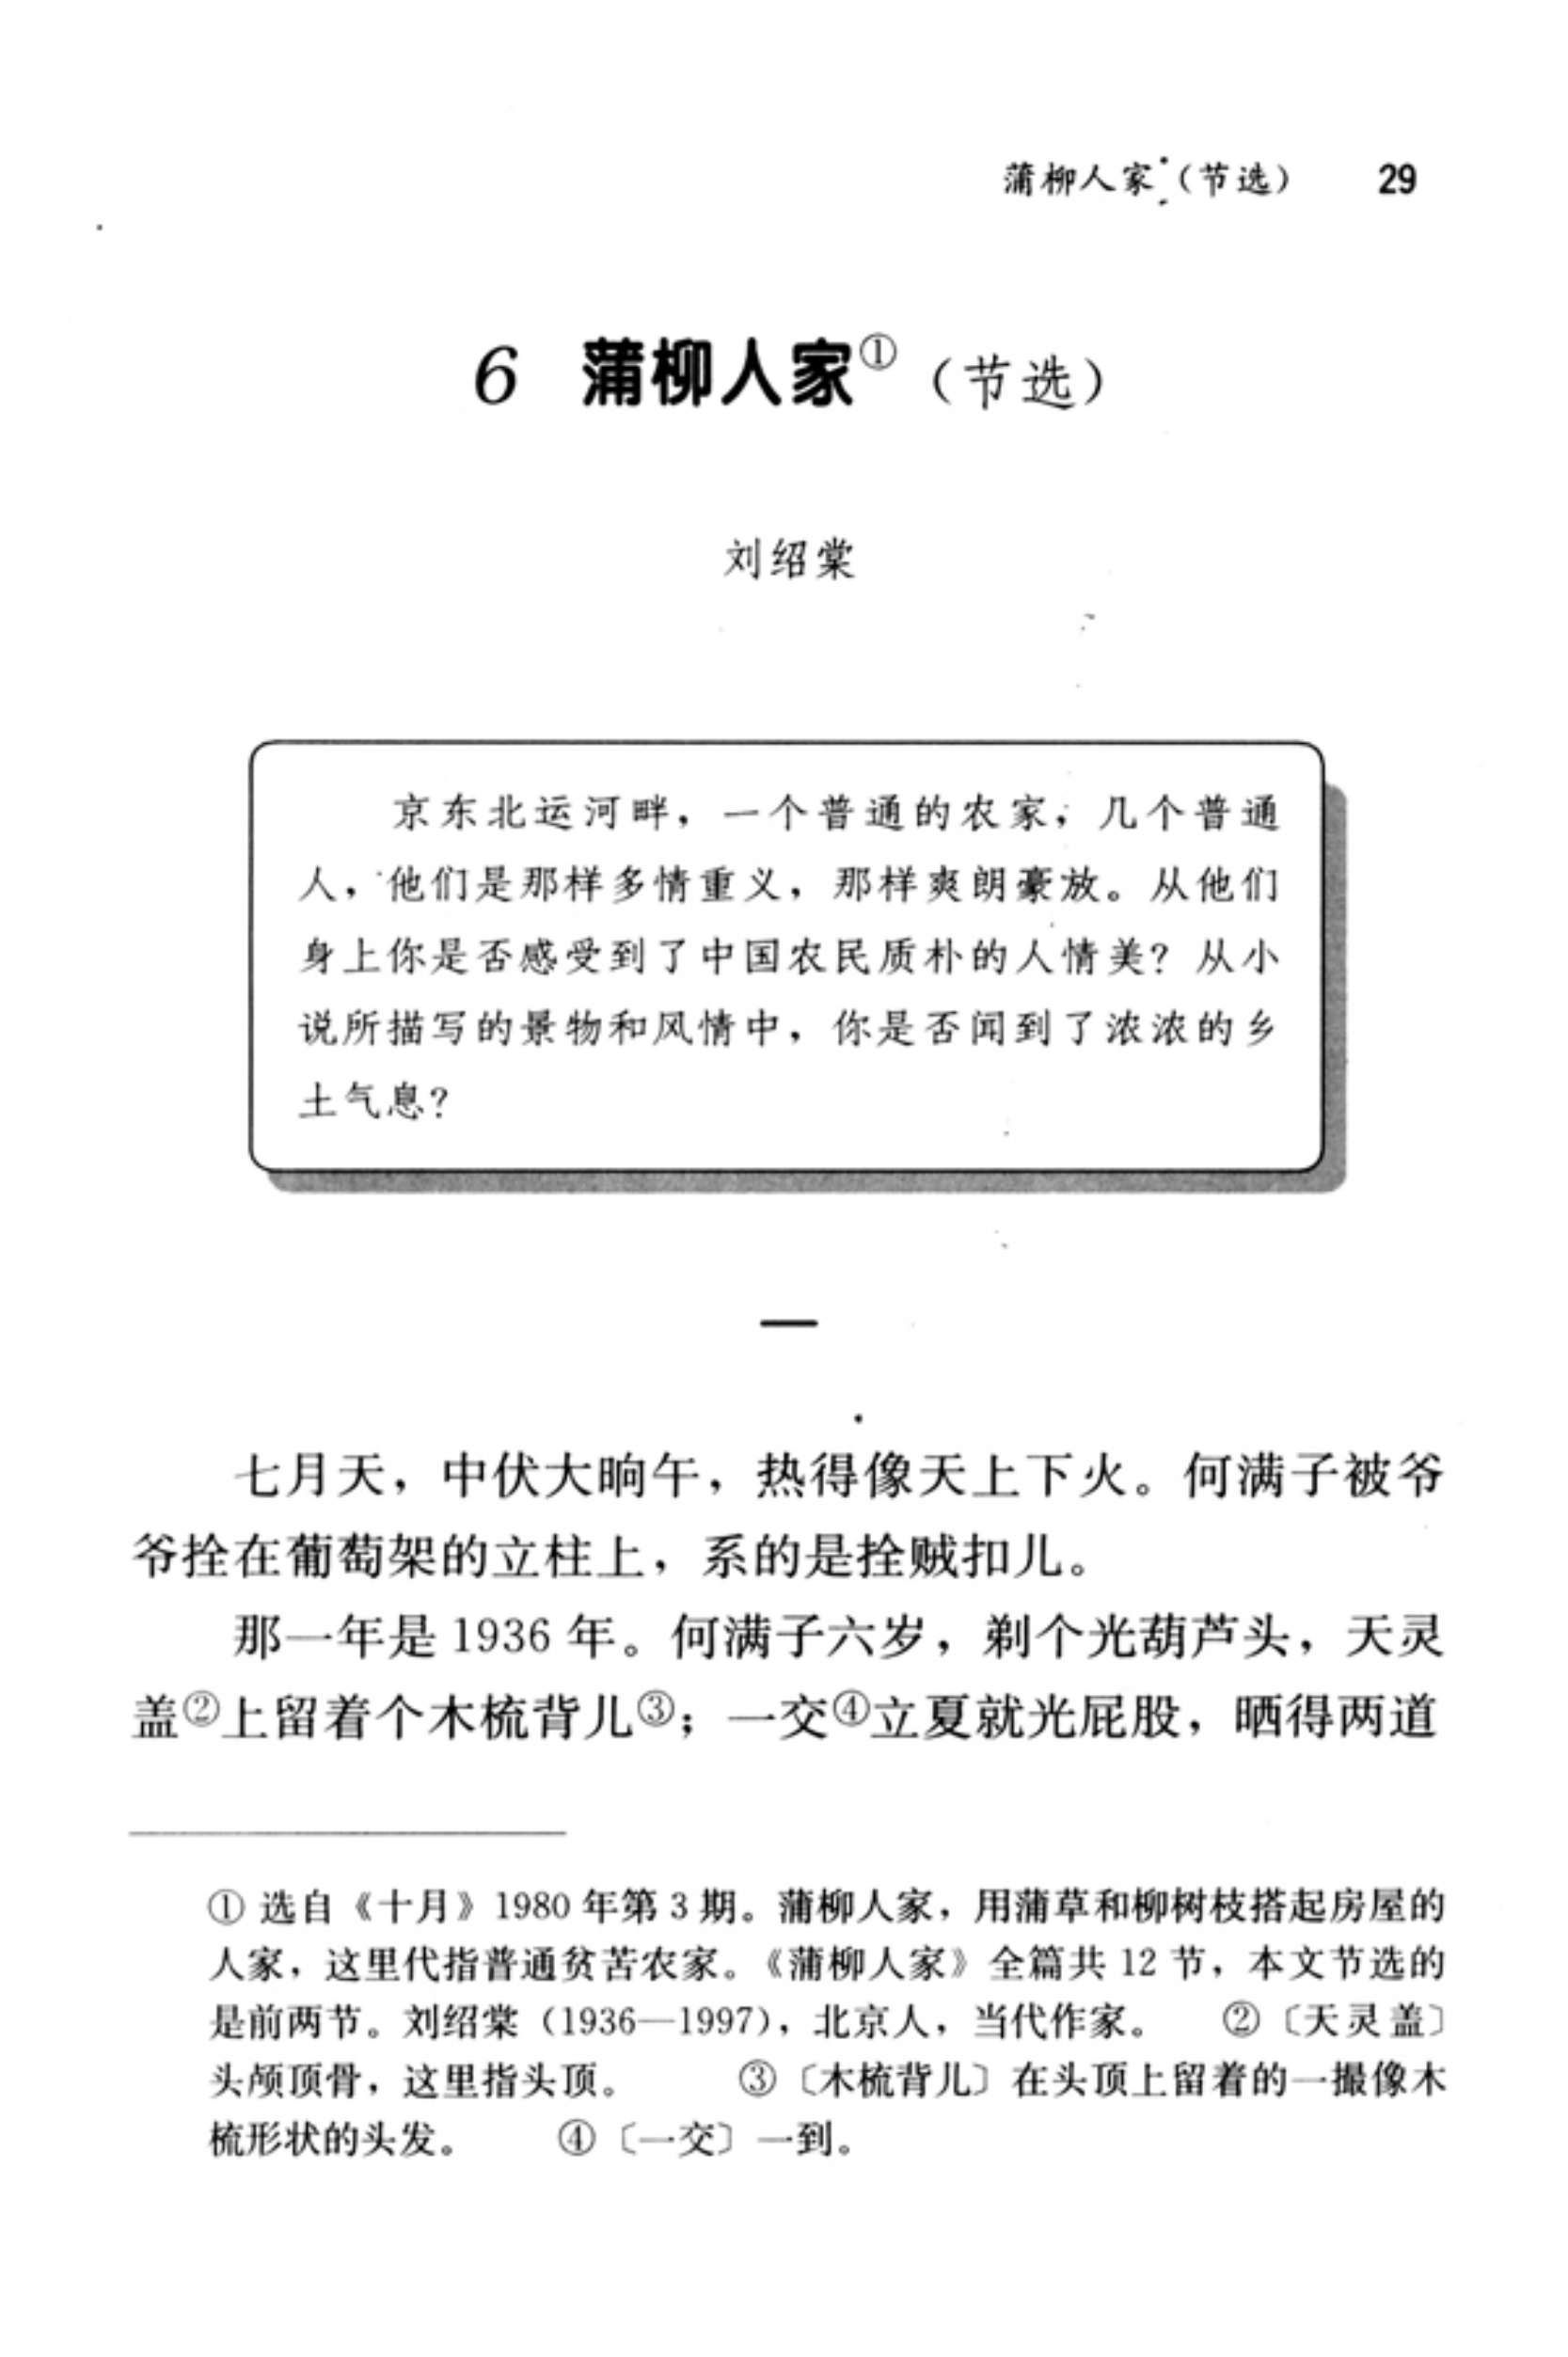 蒲柳人家（节选） 29
6 蒲柳人家①（节选）
刘绍棠
京东北运河畔，一个普通的农家，几个普通
人，他们是那样多情重义，那样爽朗豪放。从他们
身上你是否感受到了中国农民质朴的人情美？从小
说所描写的景物和风情中，你是否闻到了浓浓的乡
土气息？
一
七月天，中伏大晌午，热得像天上下火。何满子被爷
爷拴在葡萄架的立柱上，系的是拴贼扣儿。
那一年是1936年。何满子六岁，剃个光葫芦头，天灵
盖②上留着个木梳背儿③；一交④立夏就光屁股，晒得两道
① 选自《十月》1980年第3期。蒲柳人家，用蒲草和柳树枝搭起房屋的
人家，这里代指普通贫苦农家。《蒲柳人家》全篇共12节，本文节选的
是前两节。刘绍棠（1936—1997），北京人，当代作家。 ②〔天灵盖〕
头颅顶骨，这里指头顶。 ③〔木梳背儿〕在头顶上留着的一撮像木
梳形状的头发。 ④〔一交〕一到。